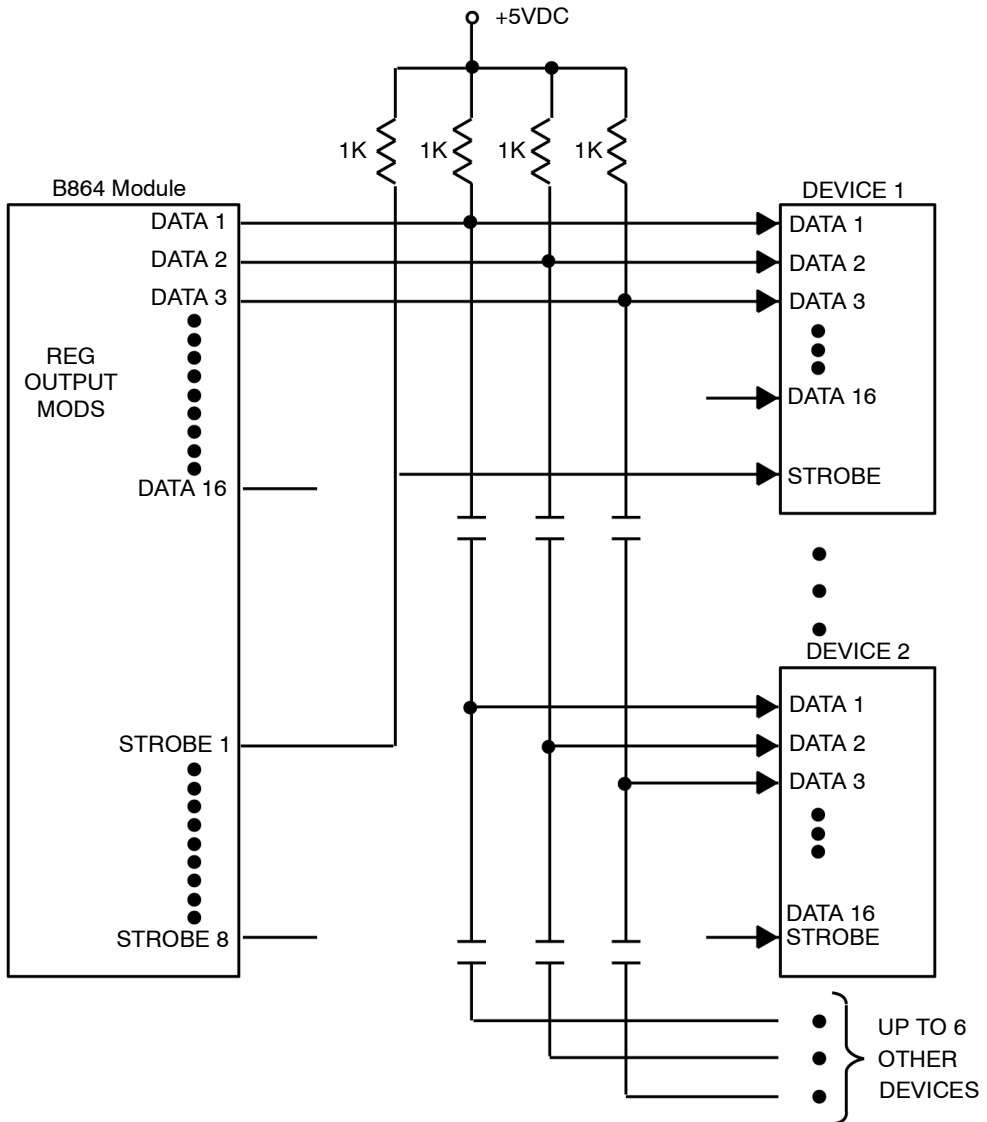 +5VDC
1K
1K
1K
1K
B864 Module
DATA 1
DATA 2
DATA 3
REG
OUTPUT
MODS
DATA 16
STROBE 1
STROBE 8
DEVICE 1
DATA 1
DATA 2
DATA 3
DATA 16
STROBE
DEVICE 2
DATA 1
DATA 2
DATA 3
DATA 16
STROBE
UP TO 6
OTHER
DEVICES